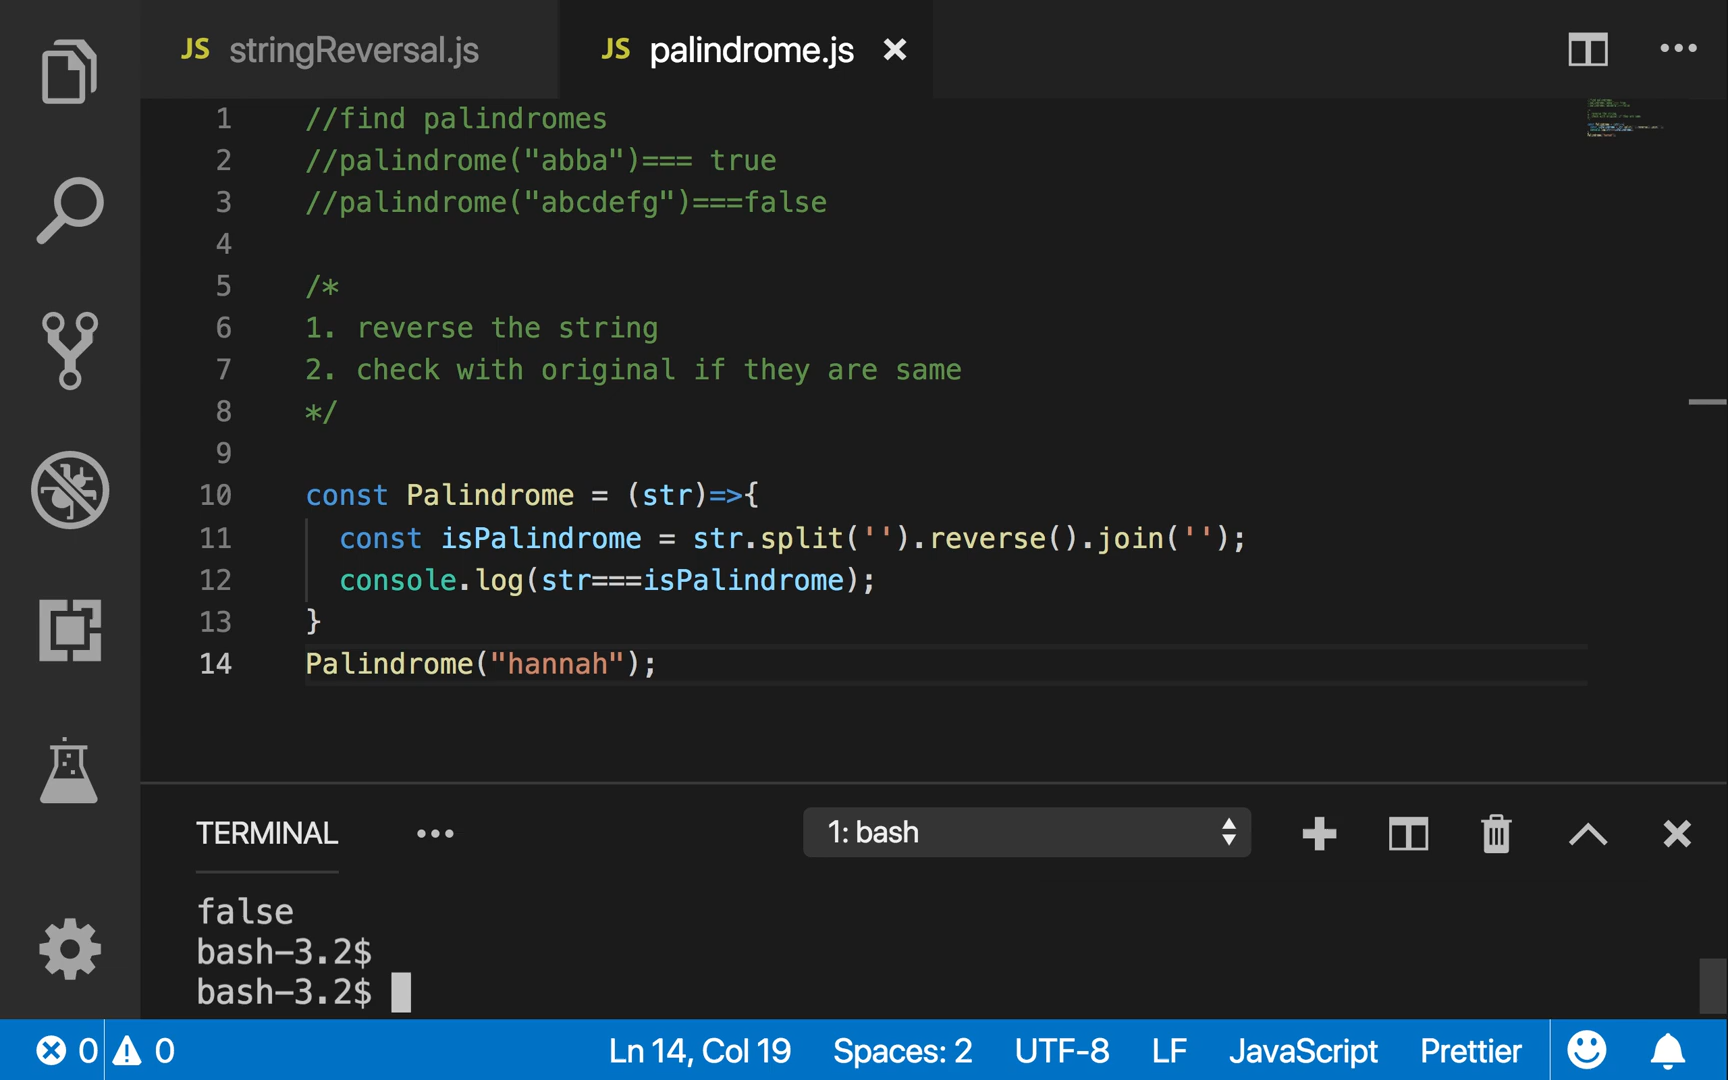 JS stringReversal.js JS palindrome.js
1 //find palindromes
2 //palindrome("abba")=== true
3 //palindrome("abcdefg")===false
4
5 /*
6 1. reverse the string
7 2. check with original if they are same
8 */
9
10 const Palindrome = (str)=>{
11 const isPalindrome = str.split('').reverse().join('');
12 console.log(str===isPalindrome);
13 }
14 Palindrome("hannah");
TERMINAL 1: bash
false
bash-3.2$
bash-3.2$
0 0 Ln 14, Col 19 Spaces: 2 UTF-8 LF JavaScript Prettier